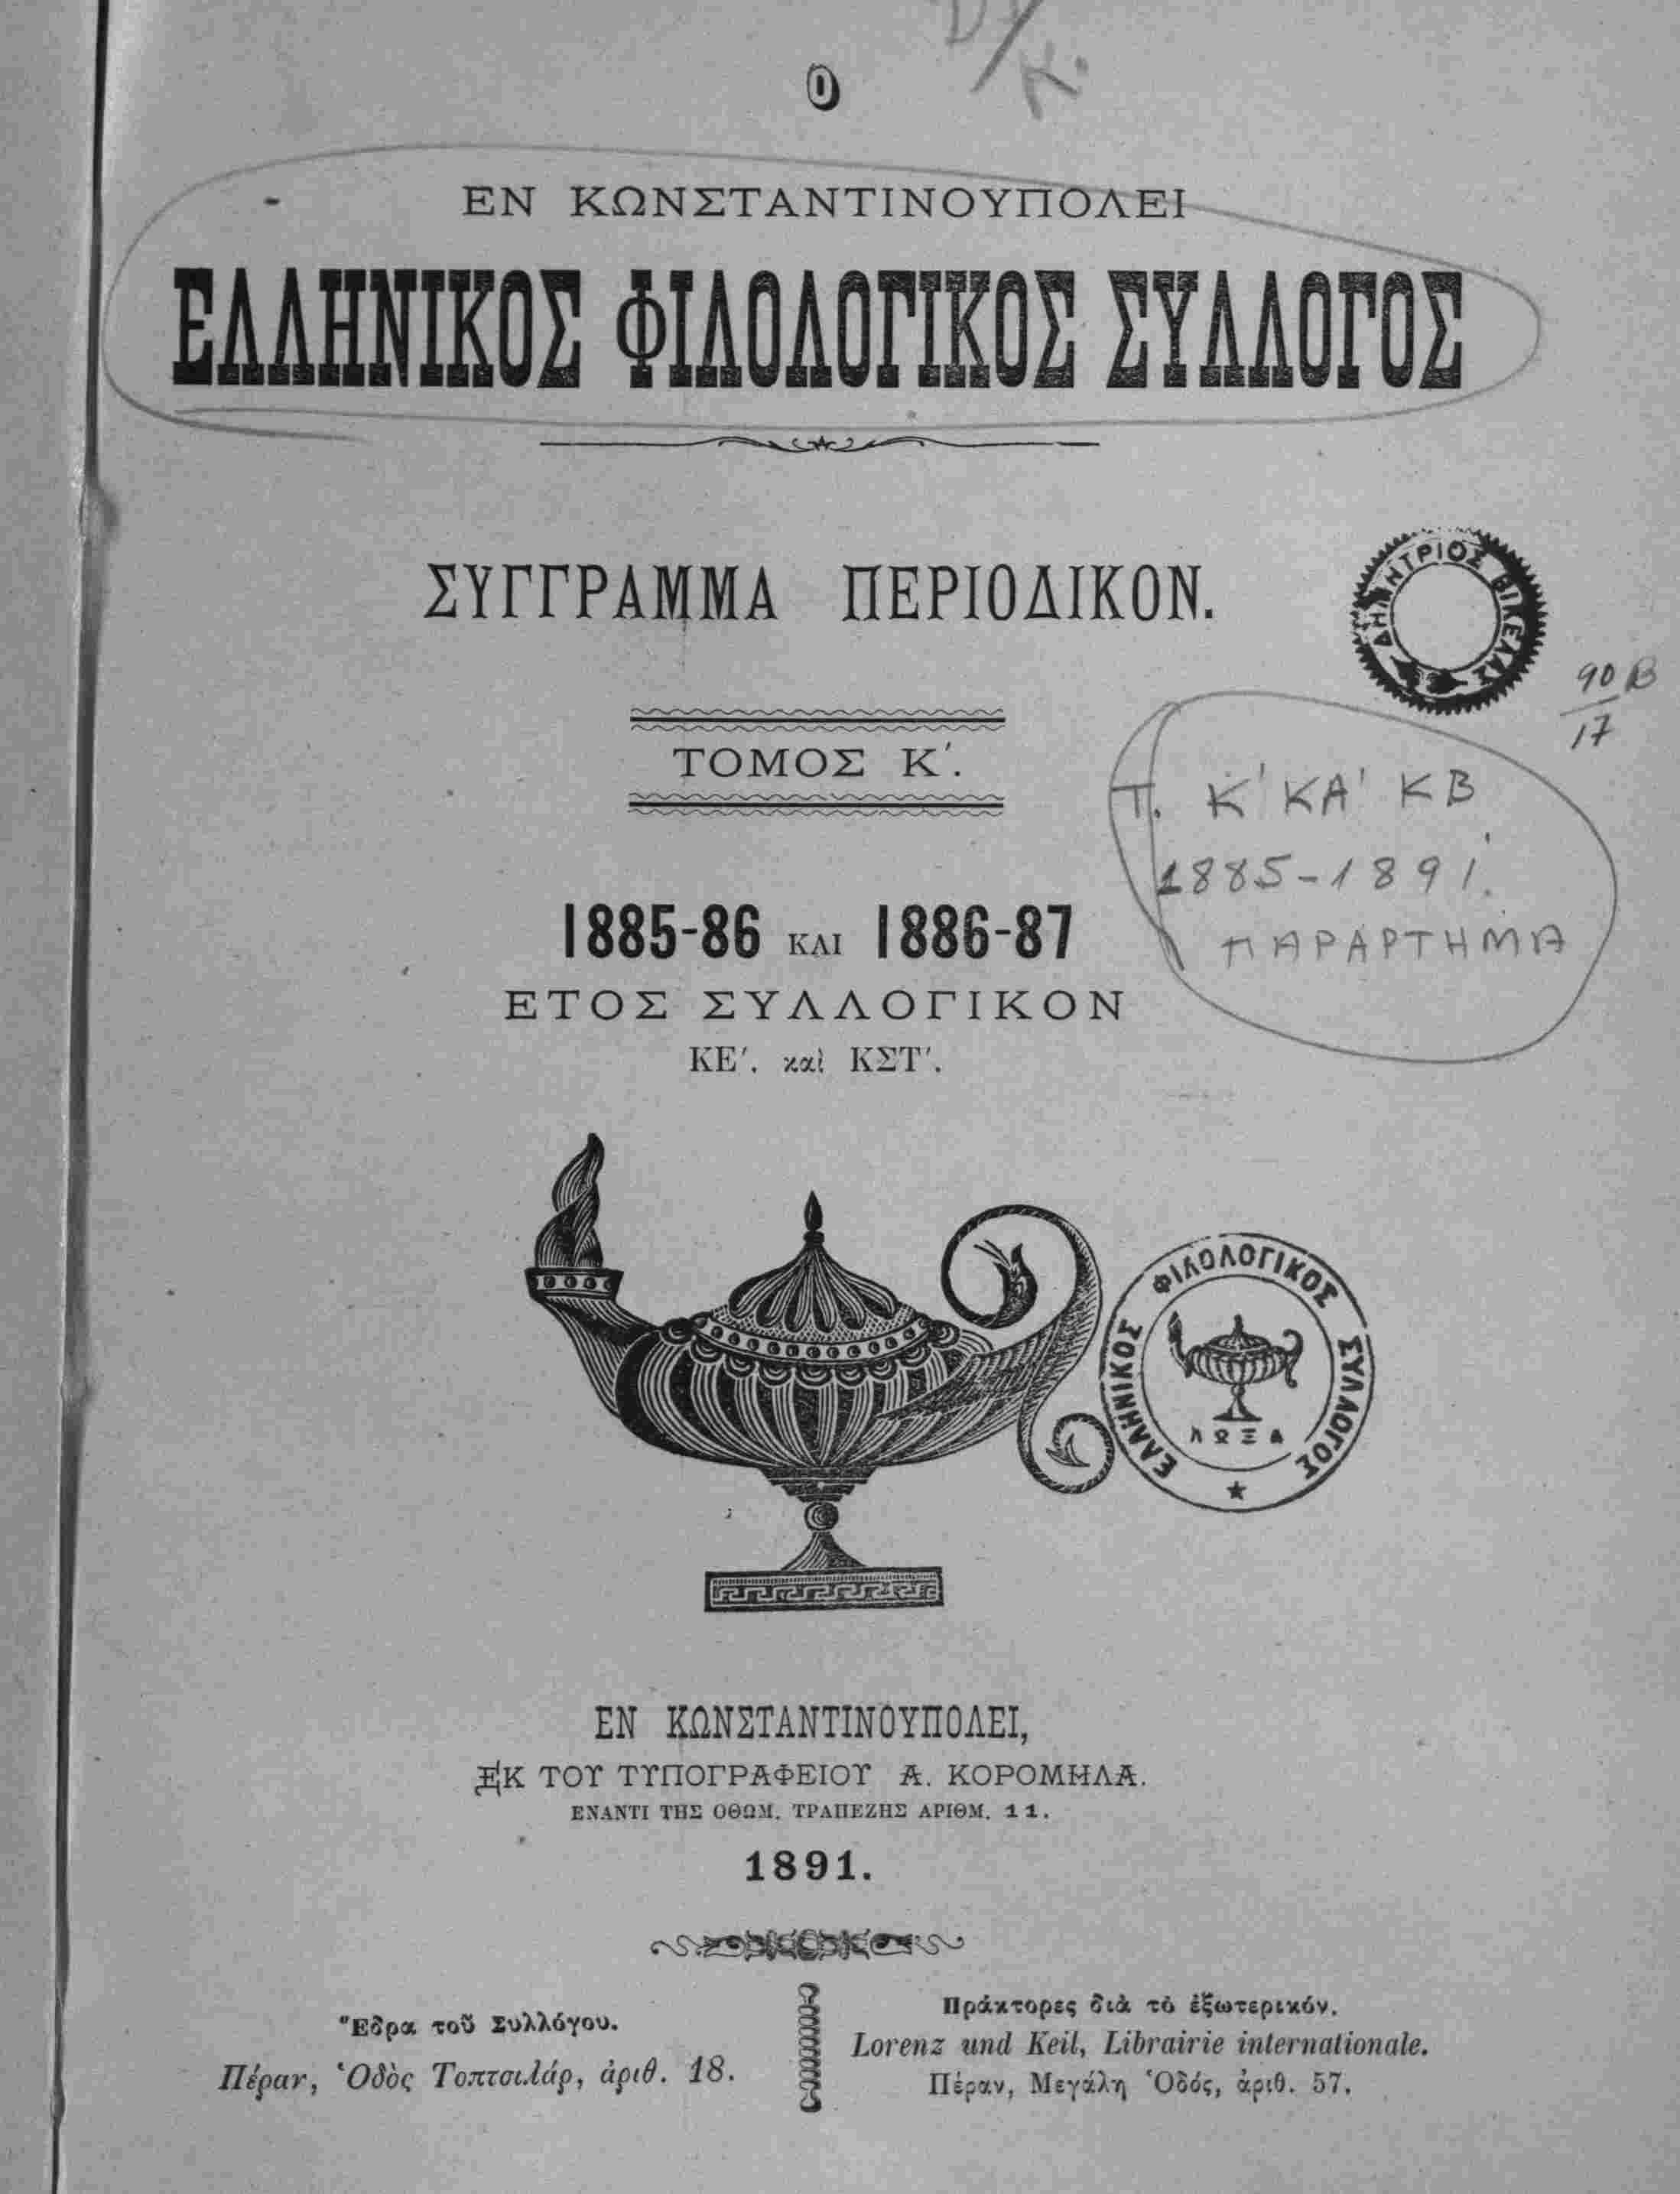 Ο
ΕΝ ΚΩΝΣΤΑΝΤΙΝΟΥΠΟΛΕΙ
ΕΛΛΗΝΙΚΟΣ ΦΙΛΟΛΟΓΙΚΟΣ ΣΥΛΛΟΓΟΣ
ΣΥΓΓΡΑΜΜΑ ΠΕΡΙΟΔΙΚΟΝ.
ΔΗΜΗΤΡΙΟΣ ΒΙΚΕΛΑΣ
90 Β
17
ΤΟΜΟΣ Κ΄.
Τ. Κ' ΚΑ' ΚΒ
1885-1891
ΠΑΡΑΡΤΗΜΑ
1885-86 ΚΑΙ 1886-87
ΕΤΟΣ ΣΥΛΛΟΓΙΚΟΝ
ΚΕ΄. καὶ ΚΣΤ΄.
ΕΛΛΗΝΙΚΟΣ ΦΙΛΟΛΟΓΙΚΟΣ ΣΥΛΛΟΓΟΣ
ΛΩΞΑ
ΕΝ ΚΩΝΣΤΑΝΤΙΝΟΥΠΟΛΕΙ,
ΕΚ ΤΟΥ ΤΥΠΟΓΡΑΦΕΙΟΥ Α. ΚΟΡΟΜΗΛΑ.
ΕΝΑΝΤΙ ΤΗΣ ΟΘΩΜ. ΤΡΑΠΕΖΗΣ ΑΡΙΘΜ. 11.
1891.
Ἕδρα τοῦ Συλλόγου.
Πέραν, Ὁδὸς Τοπτσιλάρ, ἀριθ. 18.
Πράκτορες διὰ τὸ ἐξωτερικόν.
Lorenz und Keil, Librairie internationale.
Πέραν, Μεγάλη Ὁδός, ἀριθ. 57.